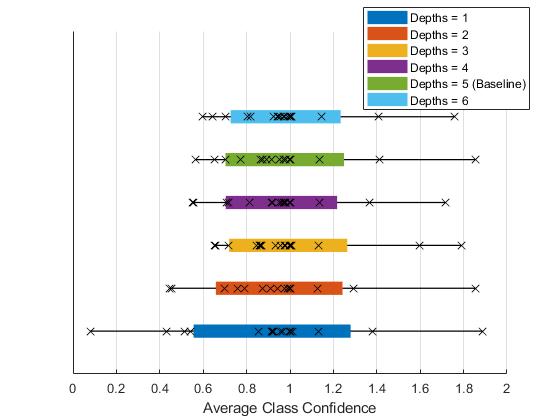 Depths = 1
Depths = 2
Depths = 3
Depths = 4
Depths = 5 (Baseline)
Depths = 6
0 0.2 0.4 0.6 0.8 1 1.2 1.4 1.6 1.8 2
Average Class Confidence